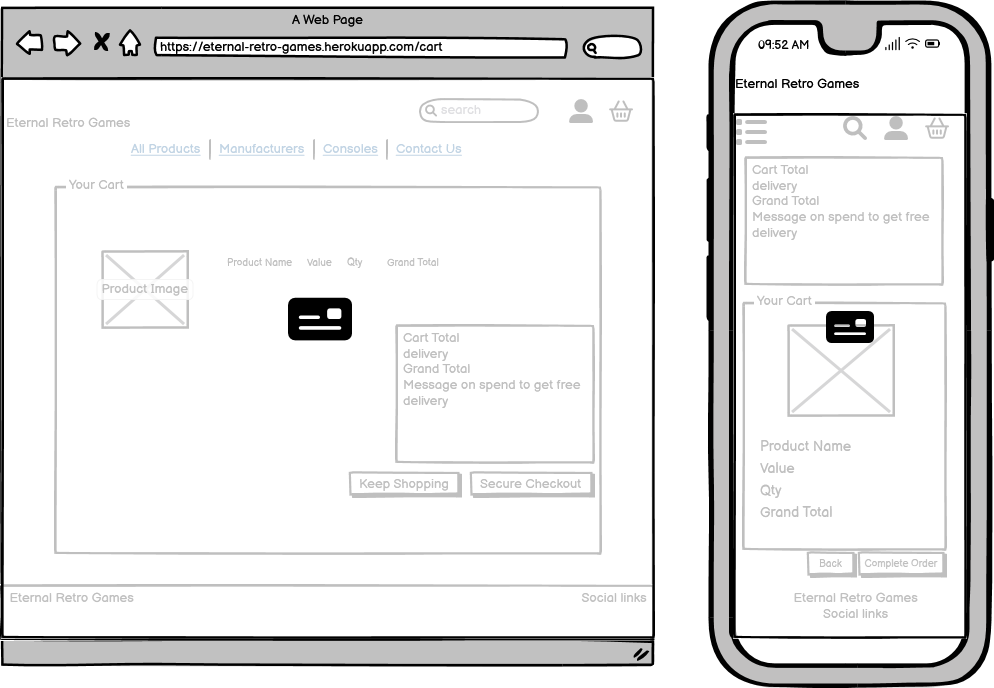 A Web Page
https://eternal-retro-games.herokuapp.com/cart
search
Eternal Retro Games
All Products
Manufacturers
Consoles
Contact Us
Your Cart
Product Name
Value
Qty
Grand Total
Product Image
Cart Total
delivery
Grand Total
Message on spend to get free
delivery
Keep Shopping
Secure Checkout
Eternal Retro Games
Social links
09:52 AM
Eternal Retro Games
Cart Total
delivery
Grand Total
Message on spend to get free
delivery
Your Cart
Product Name
Value
Qty
Grand Total
Back
Complete Order
Eternal Retro Games
Social links